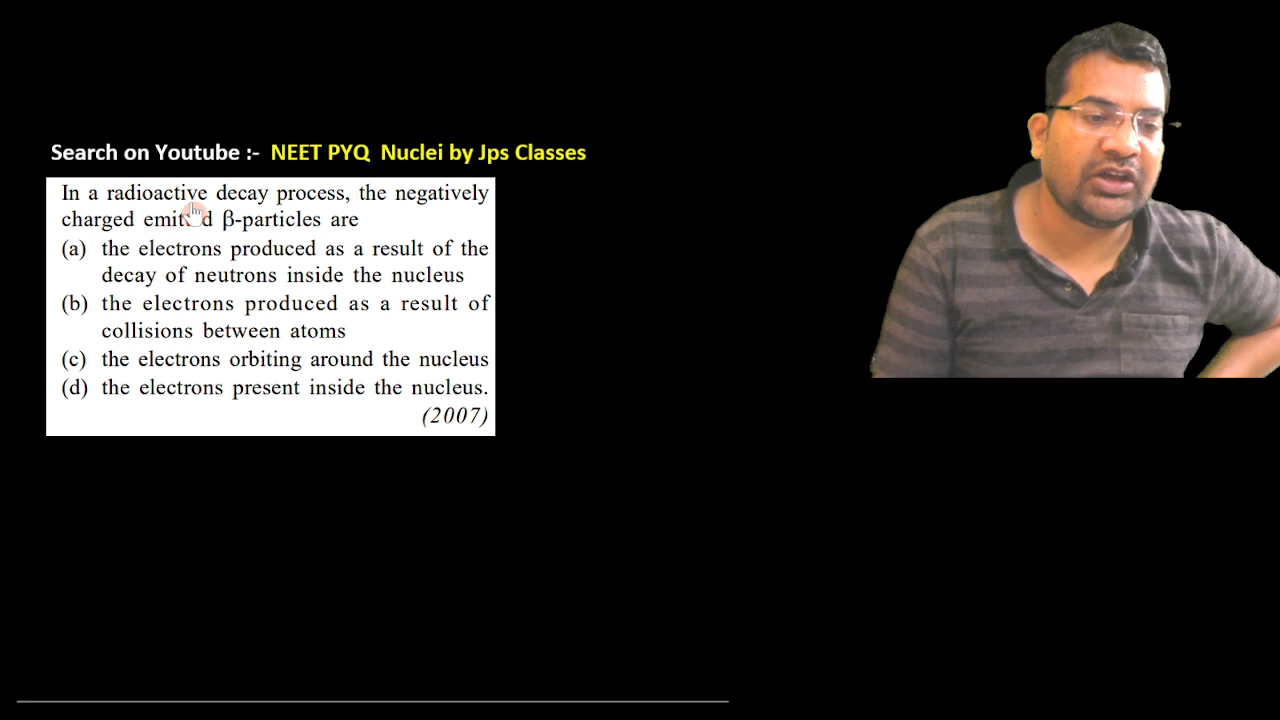 Search on Youtube :- NEET PYQ Nuclei by Jps Classes
In a radioactive decay process, the negatively
charged β-particles are
(a) the electrons produced as a result of the
decay of neutrons inside the nucleus
(b) the electrons produced as a result of
collisions between atoms
(c) the electrons orbiting around the nucleus
(d) the electrons present inside the nucleus.
(2007)